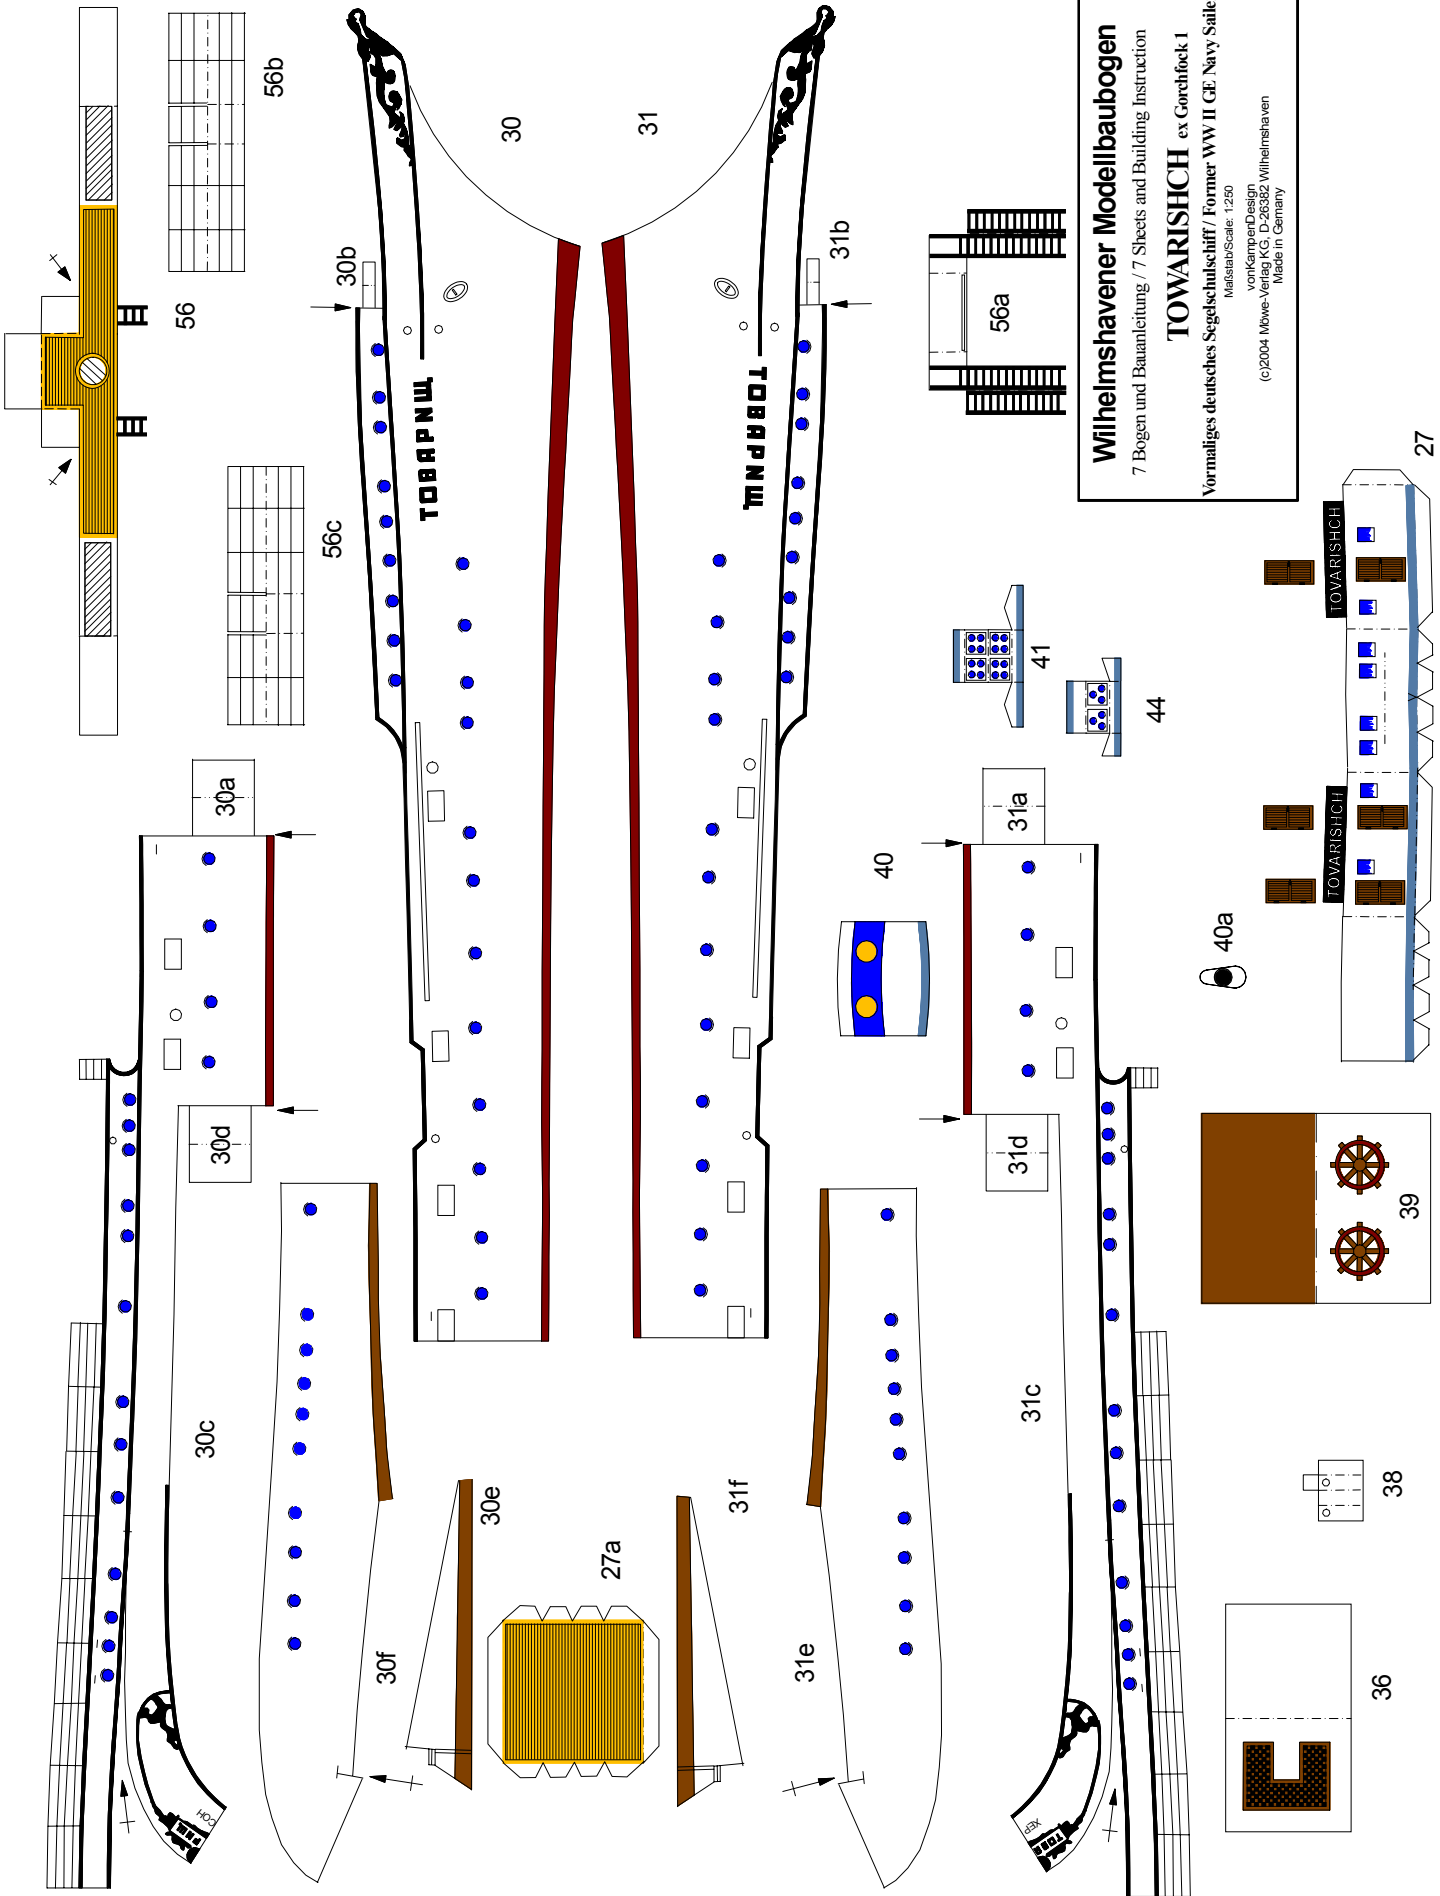 Wilhelmshavener Modellbaubogen
7 Bogen und Bauanleitung / 7 Sheets and Building Instruction
TOWARISHCH ex Gorchfock 1
Vormaliges deutsches Segelschulschiff / Former WW II GE Navy Saile
Maßstab/Scale: 1:250
vonKampenDesign
(c)2004 Möwe-Verlag KG, D-26382 Wilhelmshaven
Made in Germany
56b
56
56c
30
31
30b
31b
56a
ТОВАРИЩ
ТОВАРИЩ
27
TOVARISHCH
TOVARISHCH
41
44
30a
31a
40
40a
30d
31d
39
30c
31c
30e
31f
38
27a
30f
31e
36
СОН
ХЕР